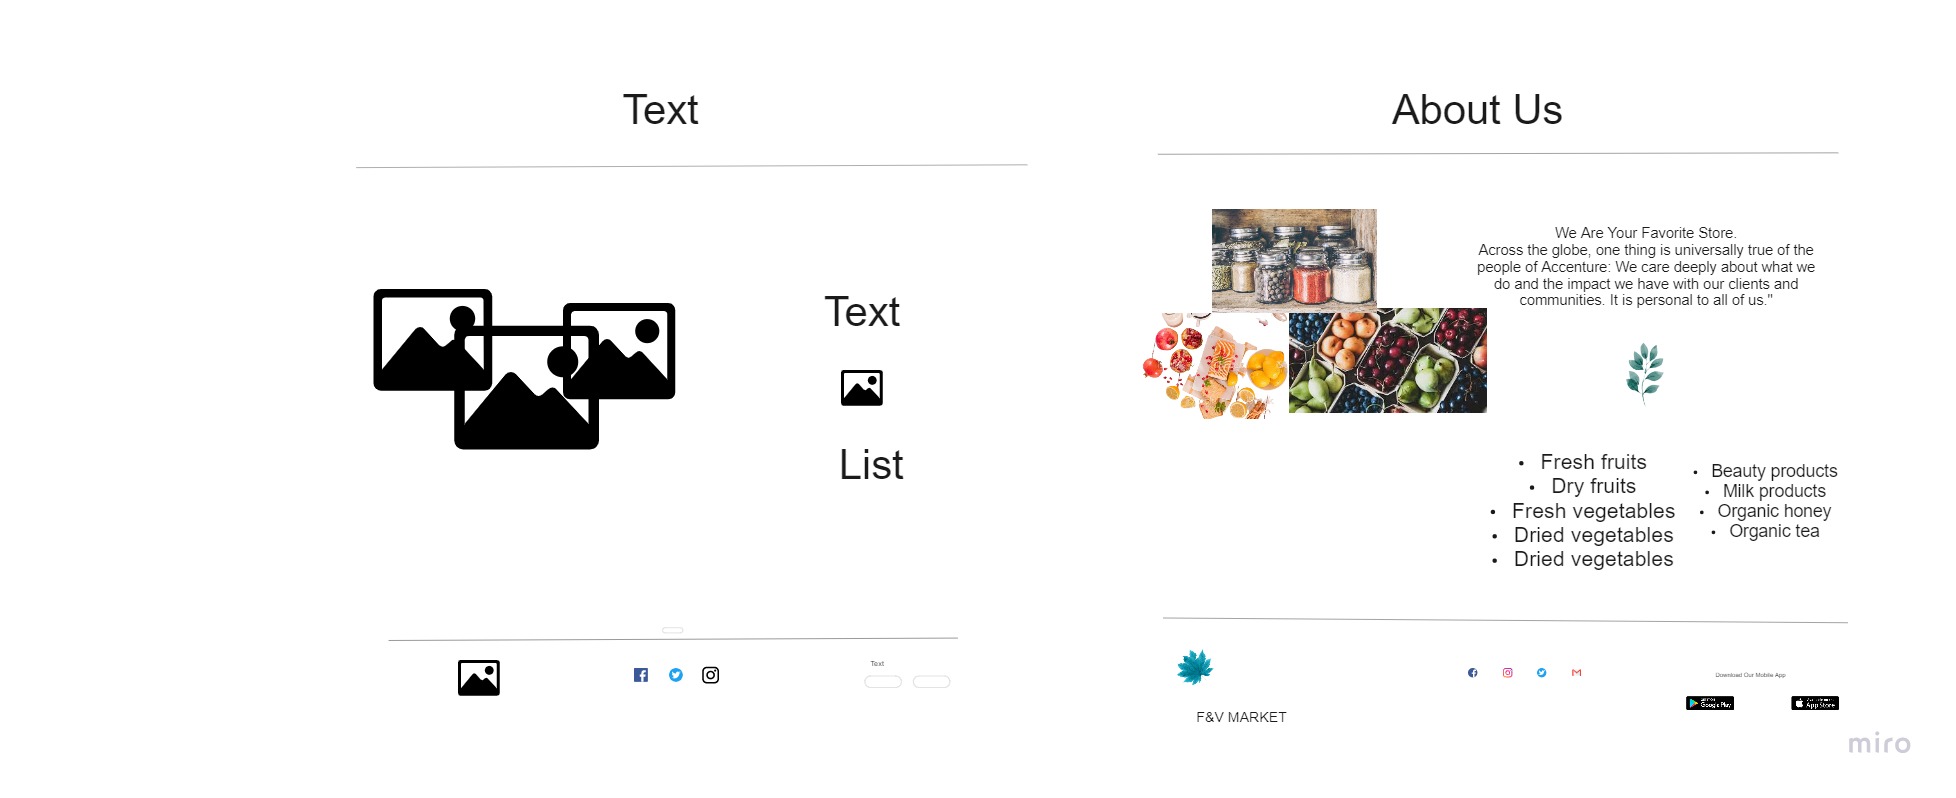 Text
Text
List
Text
About Us
We Are Your Favorite Store.
Across the globe, one thing is universally true of the
people of Accenture: We care deeply about what we
do and the impact we have with our clients and
communities. It is personal to all of us."
• Fresh fruits
• Dry fruits
• Fresh vegetables
• Dried vegetables
• Dried vegetables
• Beauty products
• Milk products
• Organic honey
• Organic tea
F&V MARKET
Download Our Mobile App
Google Play
App Store
miro